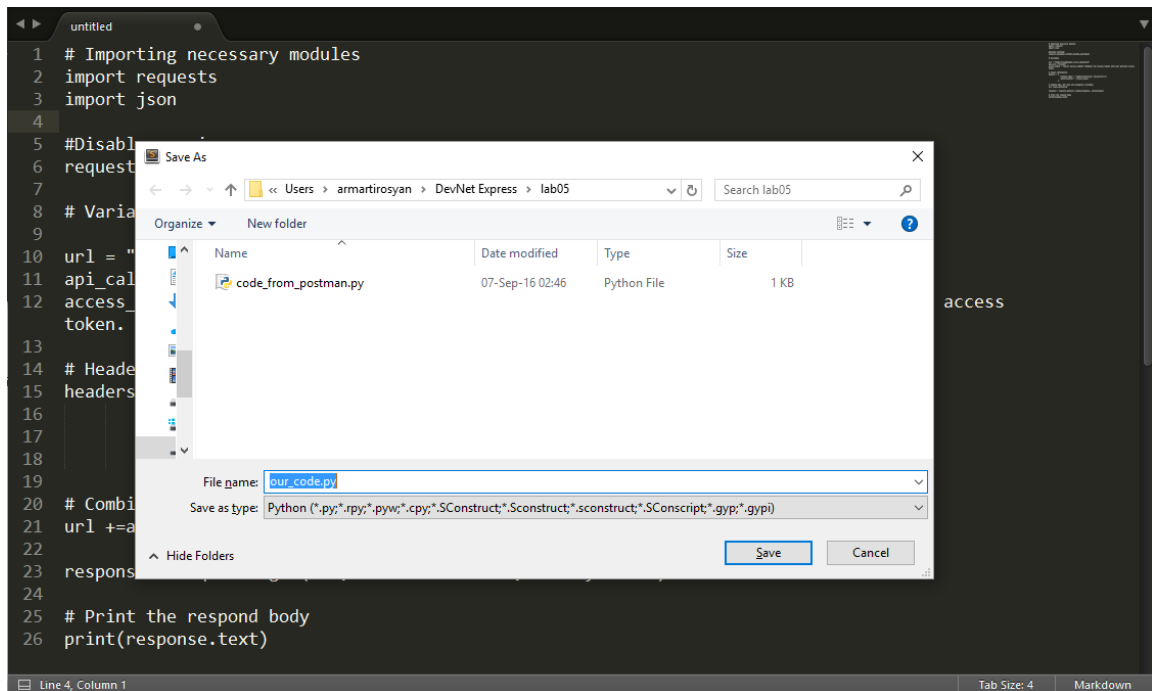 untitled
1 # Importing necessary modules
2 import requests
3 import json
4
5 #Disabl
6 request
7
8 # Varia
9
10 url = "
11 api_cal
12 access_ access
token.
13
14 # Heade
15 headers
16
17
18
19
20 # Combi
21 url +=a
22
23 respons
24
25 # Print the respond body
26 print(response.text)
Save As
« Users › armartirosyan › DevNet Express › lab05
Search lab05
Organize New folder
Name Date modified Type Size
code_from_postman.py 07-Sep-16 02:46 Python File 1 KB
File name: our_code.py
Save as type: Python (*.py;*.rpy;*.pyw;*.cpy;*.SConstruct;*.Sconstruct;*.sconstruct;*.SConscript;*.gyp;*.gypi)
Hide Folders Save Cancel
Line 4, Column 1 Tab Size: 4 Markdown